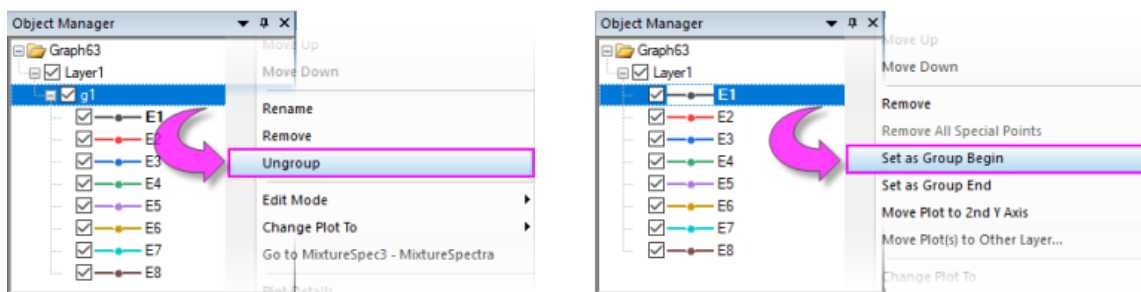 Object Manager
Graph63
Layer1
g1
E1
E2
E3
E4
E5
E6
E7
E8
Move Up
Move Down
Rename
Remove
Ungroup
Edit Mode
Change Plot To
Go to MixtureSpec3 - MixtureSpectra
Plot Details
Object Manager
Graph63
Layer1
E1
E2
E3
E4
E5
E6
E7
E8
Move Up
Move Down
Remove
Remove All Special Points
Set as Group Begin
Set as Group End
Move Plot to 2nd Y Axis
Move Plot(s) to Other Layer...
Change Plot To